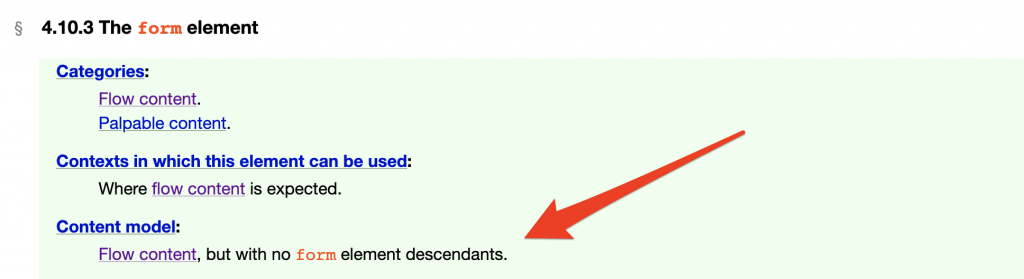 § 4.10.3 The form element
Categories:
Flow content.
Palpable content.
Contexts in which this element can be used:
Where flow content is expected.
Content model:
Flow content, but with no form element descendants.